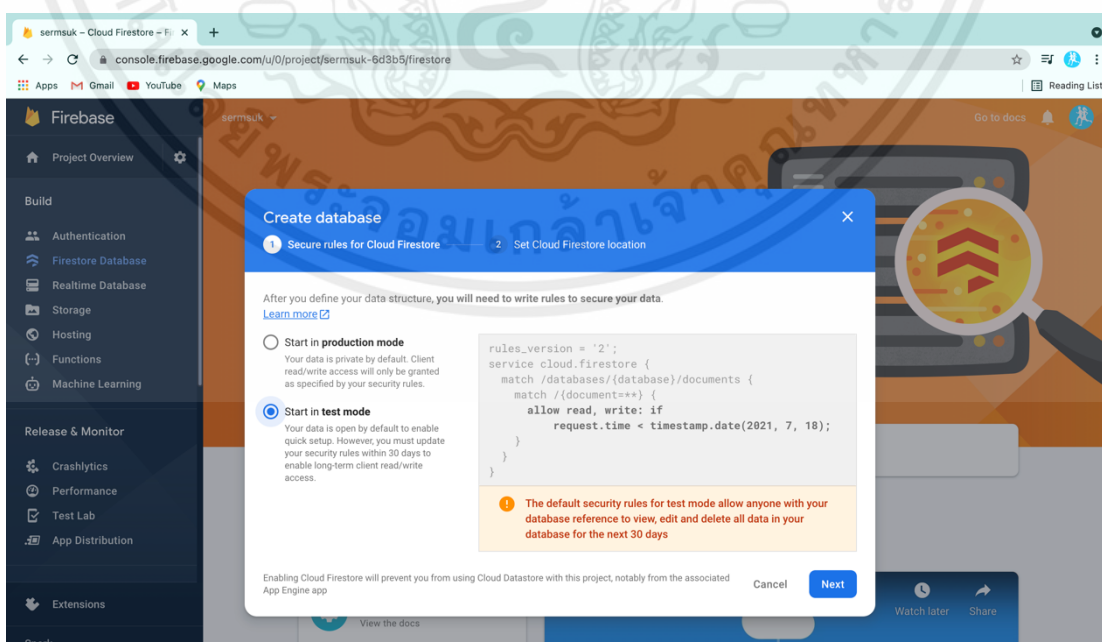 sermsuk – Cloud Firestore – Fi
console.firebase.google.com/u/0/project/sermsuk-6d3b5/firestore
Apps Gmail YouTube Maps Reading List
Firebase
sermsuk
Go to docs
Project Overview
Build
Authentication
Firestore Database
Realtime Database
Storage
Hosting
Functions
Machine Learning
Release & Monitor
Crashlytics
Performance
Test Lab
App Distribution
Extensions
Create database
1 Secure rules for Cloud Firestore
2 Set Cloud Firestore location
After you define your data structure, you will need to write rules to secure your data.
Learn more
Start in production mode
Your data is private by default. Client
read/write access will only be granted
as specified by your security rules.
Start in test mode
Your data is open by default to enable
quick setup. However, you must update
your security rules within 30 days to
enable long-term client read/write
access.
rules_version = '2';
service cloud.firestore {
match /databases/{database}/documents {
match /{document=**} {
allow read, write: if
request.time < timestamp.date(2021, 7, 18);
}
}
}
The default security rules for test mode allow anyone with your
database reference to view, edit and delete all data in your
database for the next 30 days
Enabling Cloud Firestore will prevent you from using Cloud Datastore with this project, notably from the associated
App Engine app
Cancel
Next
View the docs
Watch later
Share